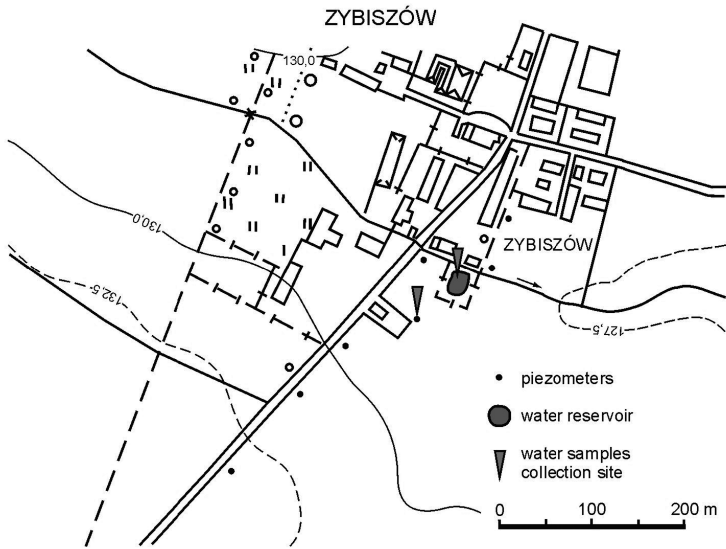 ZYBISZÓW
130,0
ZYBISZÓW
130,0
132,5
127,5
piezometers
water reservoir
water samples
collection site
0 100 200 m